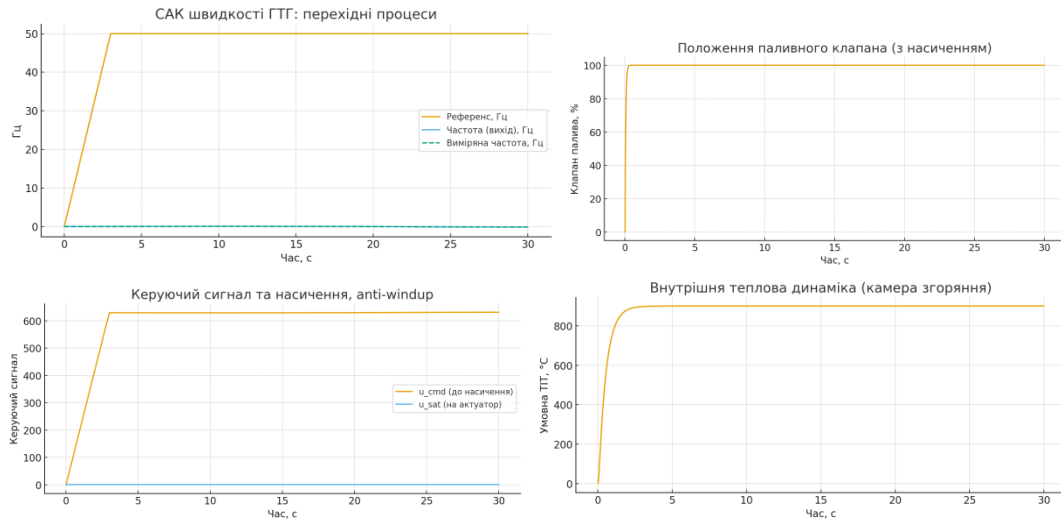 САК швидкості ГТГ: перехідні процеси
50
40
30
20
10
0
Гц
Референс, Гц
Частота (вихід), Гц
Виміряна частота, Гц
0 5 10 15 20 25 30
Час, с
Положення паливного клапана (з насиченням)
100
80
60
40
20
0
Клапан палива, %
0 5 10 15 20 25 30
Час, с
Керуючий сигнал та насичення, anti-windup
600
500
400
300
200
100
0
Керуючий сигнал
u_cmd (до насичення)
u_sat (на актуатор)
0 5 10 15 20 25 30
Час, с
Внутрішня теплова динаміка (камера згоряння)
800
600
400
200
0
Умовна TIT, °C
0 5 10 15 20 25 30
Час, с